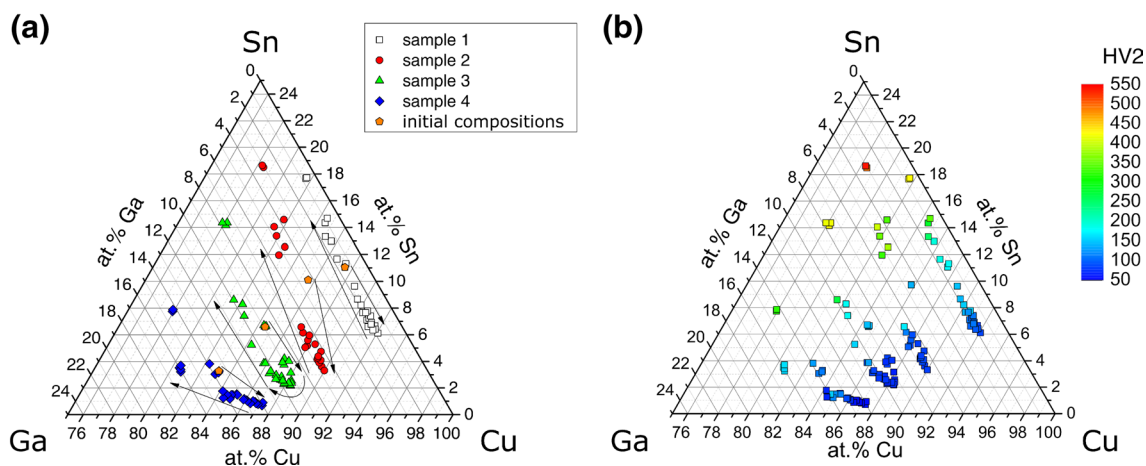 (a)
Sn
sample 1
sample 2
sample 3
sample 4
initial compositions
0
2
4
6
8
10
12
14
16
18
20
22
24
at.% Ga
24
22
20
18
16
14
12
10
8
6
4
2
0
at.% Sn
76 78 80 82 84 86 88 90 92 94 96 98 100
Ga
at.% Cu
Cu
(b)
Sn
HV2
550
500
450
400
350
300
250
200
150
100
50
0
2
4
6
8
10
12
14
16
18
20
22
24
at.% Ga
24
22
20
18
16
14
12
10
8
6
4
2
0
at.% Sn
76 78 80 82 84 86 88 90 92 94 96 98 100
Ga
at.% Cu
Cu